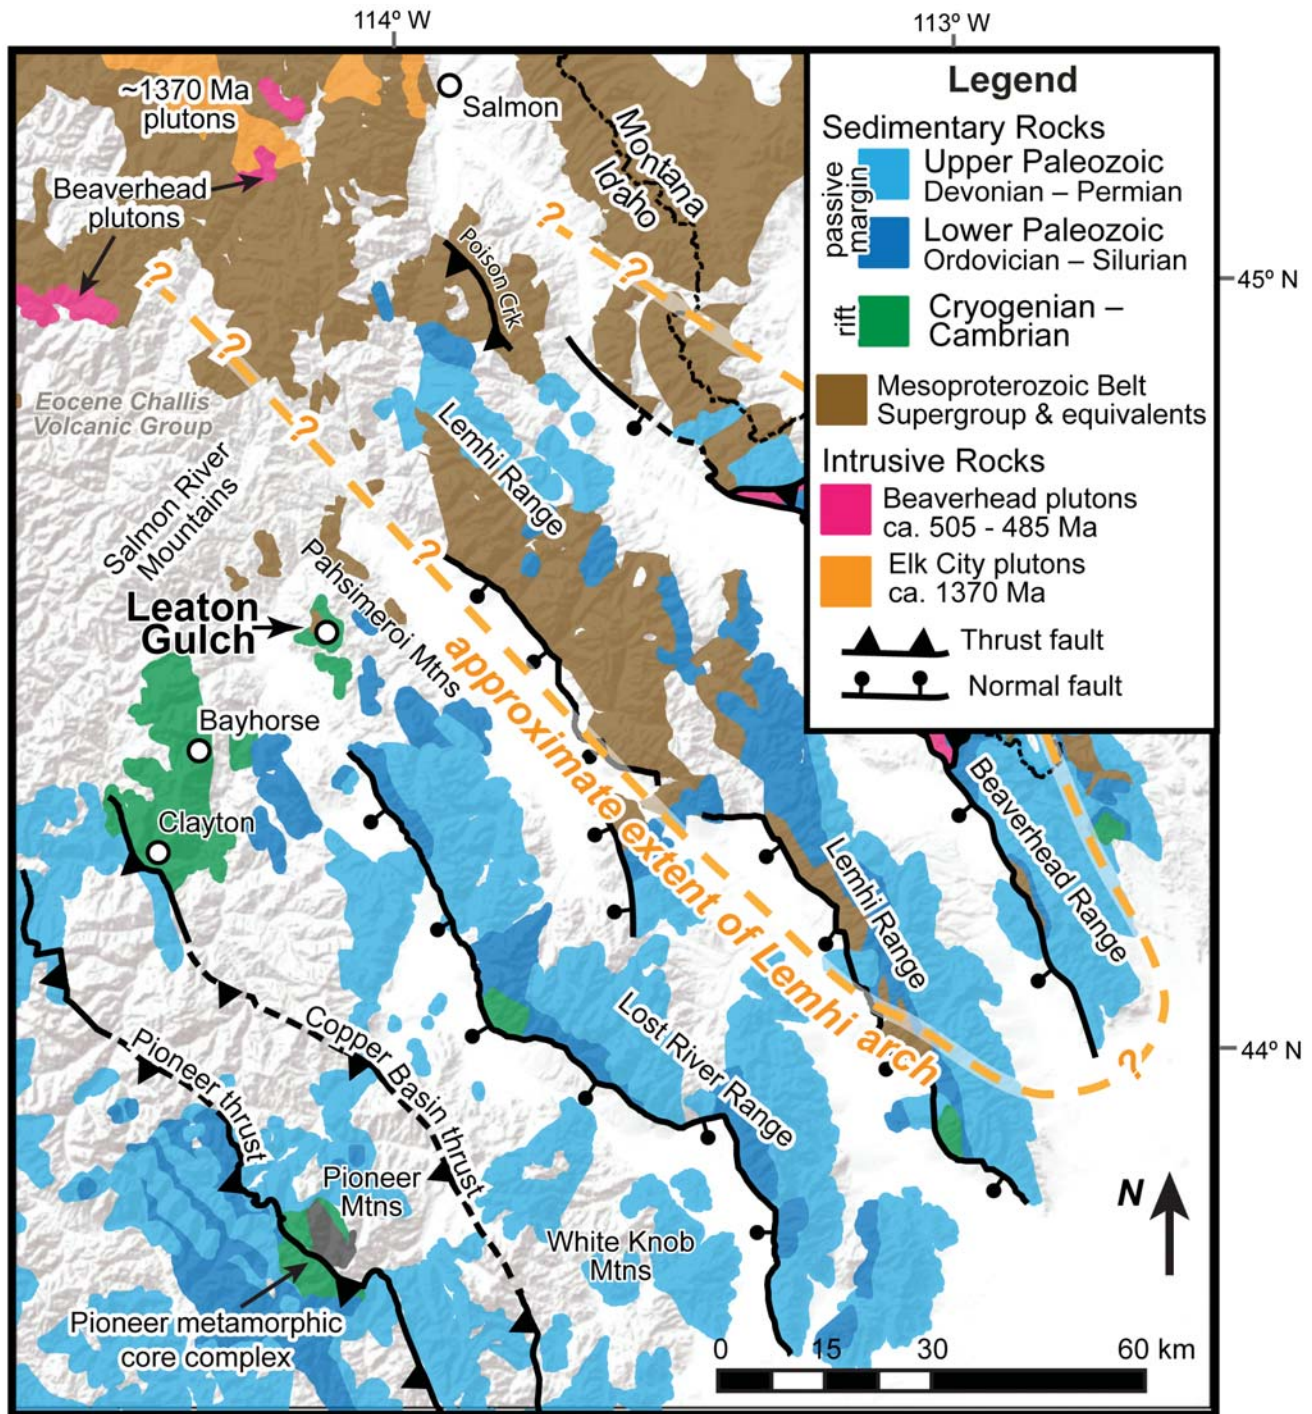 114º W
113º W
~1370 Ma
plutons
Salmon
Beaverhead
plutons
Montana
Idaho
Poison Crk
?
?
?
?
?
?
Eocene Challis
Volcanic Group
Salmon River
Mountains
Lemhi Range
Leaton
Gulch
Pahsimeroi Mtns
Bayhorse
Clayton
approximate extent of Lemhi arch
Lemhi Range
Beaverhead Range
Lost River Range
?
Pioneer thrust
Copper Basin thrust
Pioneer
Mtns
White Knob
Mtns
Pioneer metamorphic
core complex
Legend
Sedimentary Rocks
passive
margin
Upper Paleozoic
Devonian – Permian
Lower Paleozoic
Ordovician – Silurian
rift
Cryogenian –
Cambrian
Mesoproterozoic Belt
Supergroup & equivalents
Intrusive Rocks
Beaverhead plutons
ca. 505 - 485 Ma
Elk City plutons
ca. 1370 Ma
Thrust fault
Normal fault
45º N
44º N
N
0 15 30 60 km